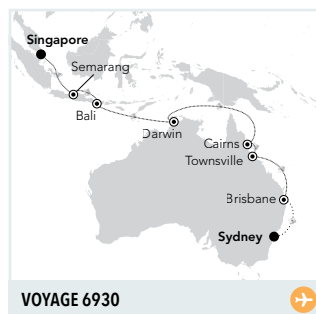 Singapore
Semarang
Bali
Darwin
Cairns
Townsville
Brisbane
Sydney
VOYAGE 6930